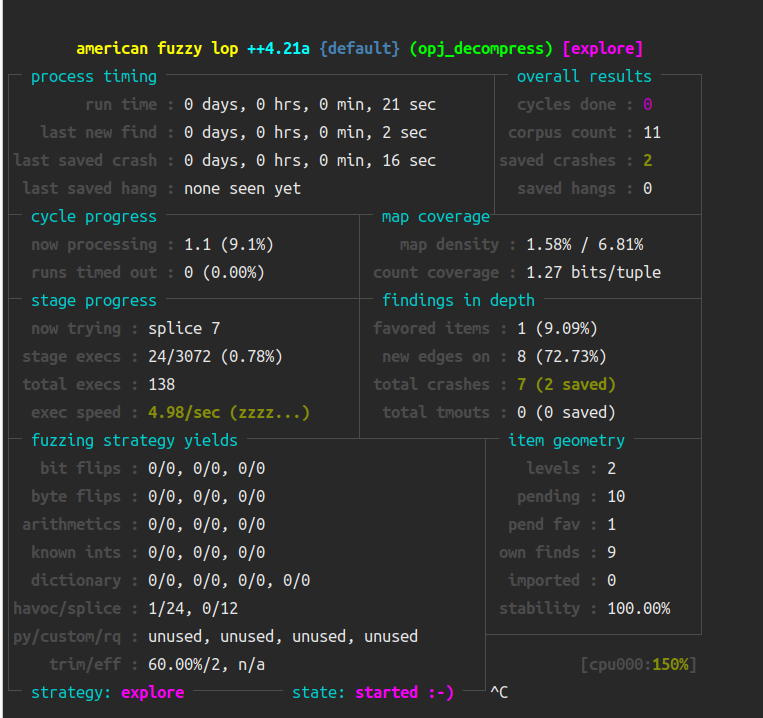 american fuzzy lop ++4.21a {default} (opj_decompress) [explore]
process timing overall results
run time : 0 days, 0 hrs, 0 min, 21 sec cycles done : 0
last new find : 0 days, 0 hrs, 0 min, 2 sec corpus count : 11
last saved crash : 0 days, 0 hrs, 0 min, 16 sec saved crashes : 2
last saved hang : none seen yet saved hangs : 0
cycle progress map coverage
now processing : 1.1 (9.1%) map density : 1.58% / 6.81%
runs timed out : 0 (0.00%) count coverage : 1.27 bits/tuple
stage progress findings in depth
now trying : splice 7 favored items : 1 (9.09%)
stage execs : 24/3072 (0.78%) new edges on : 8 (72.73%)
total execs : 138 total crashes : 7 (2 saved)
exec speed : 4.98/sec (zzzz...) total tmouts : 0 (0 saved)
fuzzing strategy yields item geometry
bit flips : 0/0, 0/0, 0/0 levels : 2
byte flips : 0/0, 0/0, 0/0 pending : 10
arithmetics : 0/0, 0/0, 0/0 pend fav : 1
known ints : 0/0, 0/0, 0/0 own finds : 9
dictionary : 0/0, 0/0, 0/0, 0/0 imported : 0
havoc/splice : 1/24, 0/12 stability : 100.00%
py/custom/rq : unused, unused, unused, unused
trim/eff : 60.00%/2, n/a [cpu000:150%]
strategy: explore state: started :-) ^C